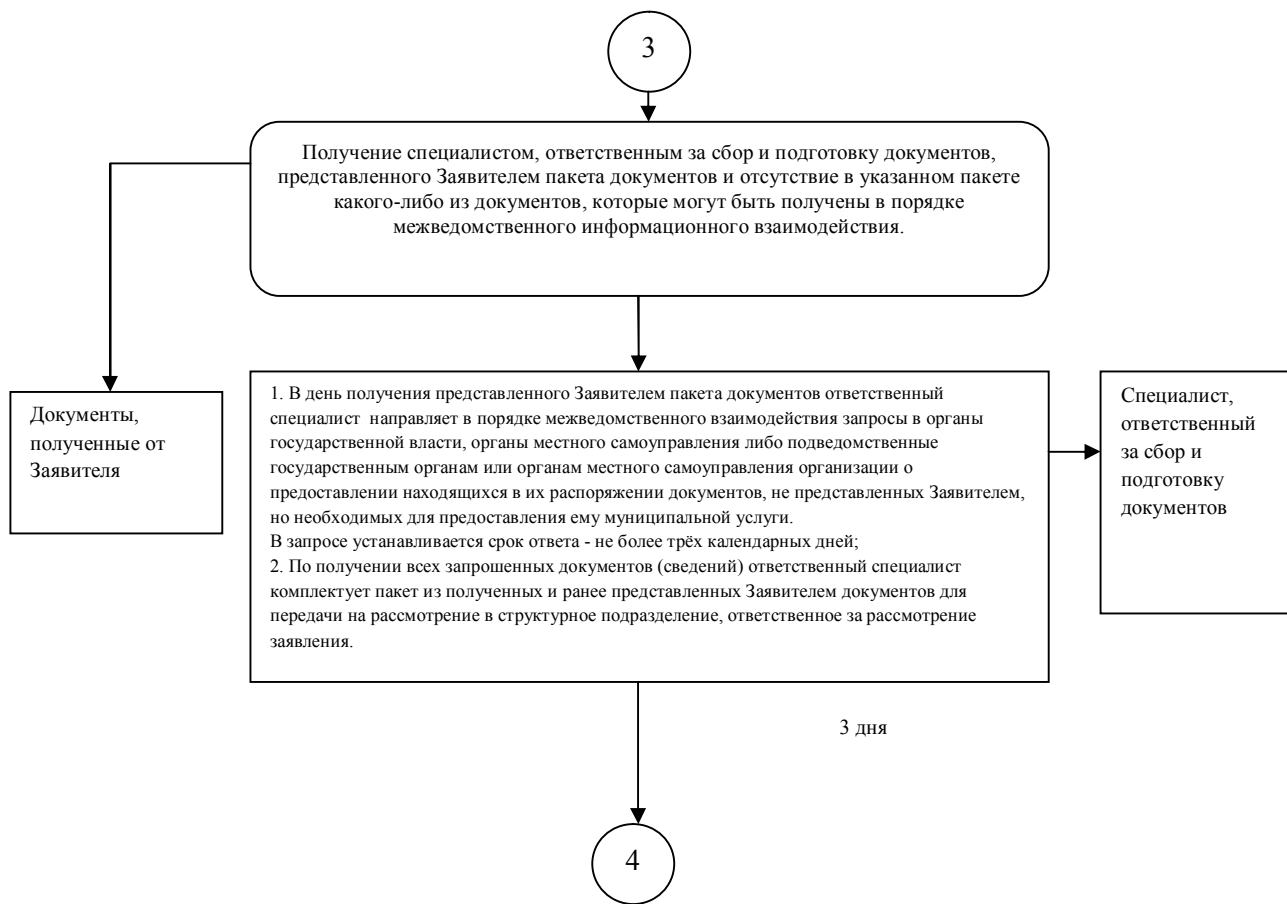 3
Получение специалистом, ответственным за сбор и подготовку документов,
представленного Заявителем пакета документов и отсутствие в указанном пакете
какого-либо из документов, которые могут быть получены в порядке
межведомственного информационного взаимодействия.
Документы,
полученные от
Заявителя
1. В день получения представленного Заявителем пакета документов ответственный
специалист направляет в порядке межведомственного взаимодействия запросы в органы
государственной власти, органы местного самоуправления либо подведомственные
государственным органам или органам местного самоуправления организации о
предоставлении находящихся в их распоряжении документов, не представленных Заявителем,
но необходимых для предоставления ему муниципальной услуги.
В запросе устанавливается срок ответа - не более трёх календарных дней;
2. По получении всех запрошенных документов (сведений) ответственный специалист
комплектует пакет из полученных и ранее представленных Заявителем документов для
передачи на рассмотрение в структурное подразделение, ответственное за рассмотрение
заявления.
Специалист,
ответственный
за сбор и
подготовку
документов
3 дня
4